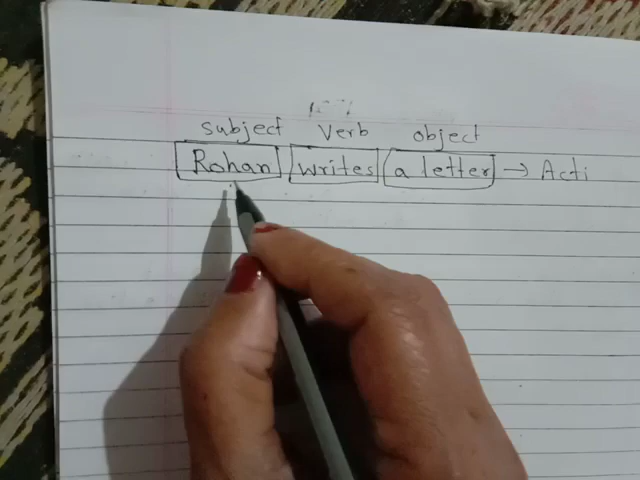 subject Verb object
Rohan writes a letter → Acti